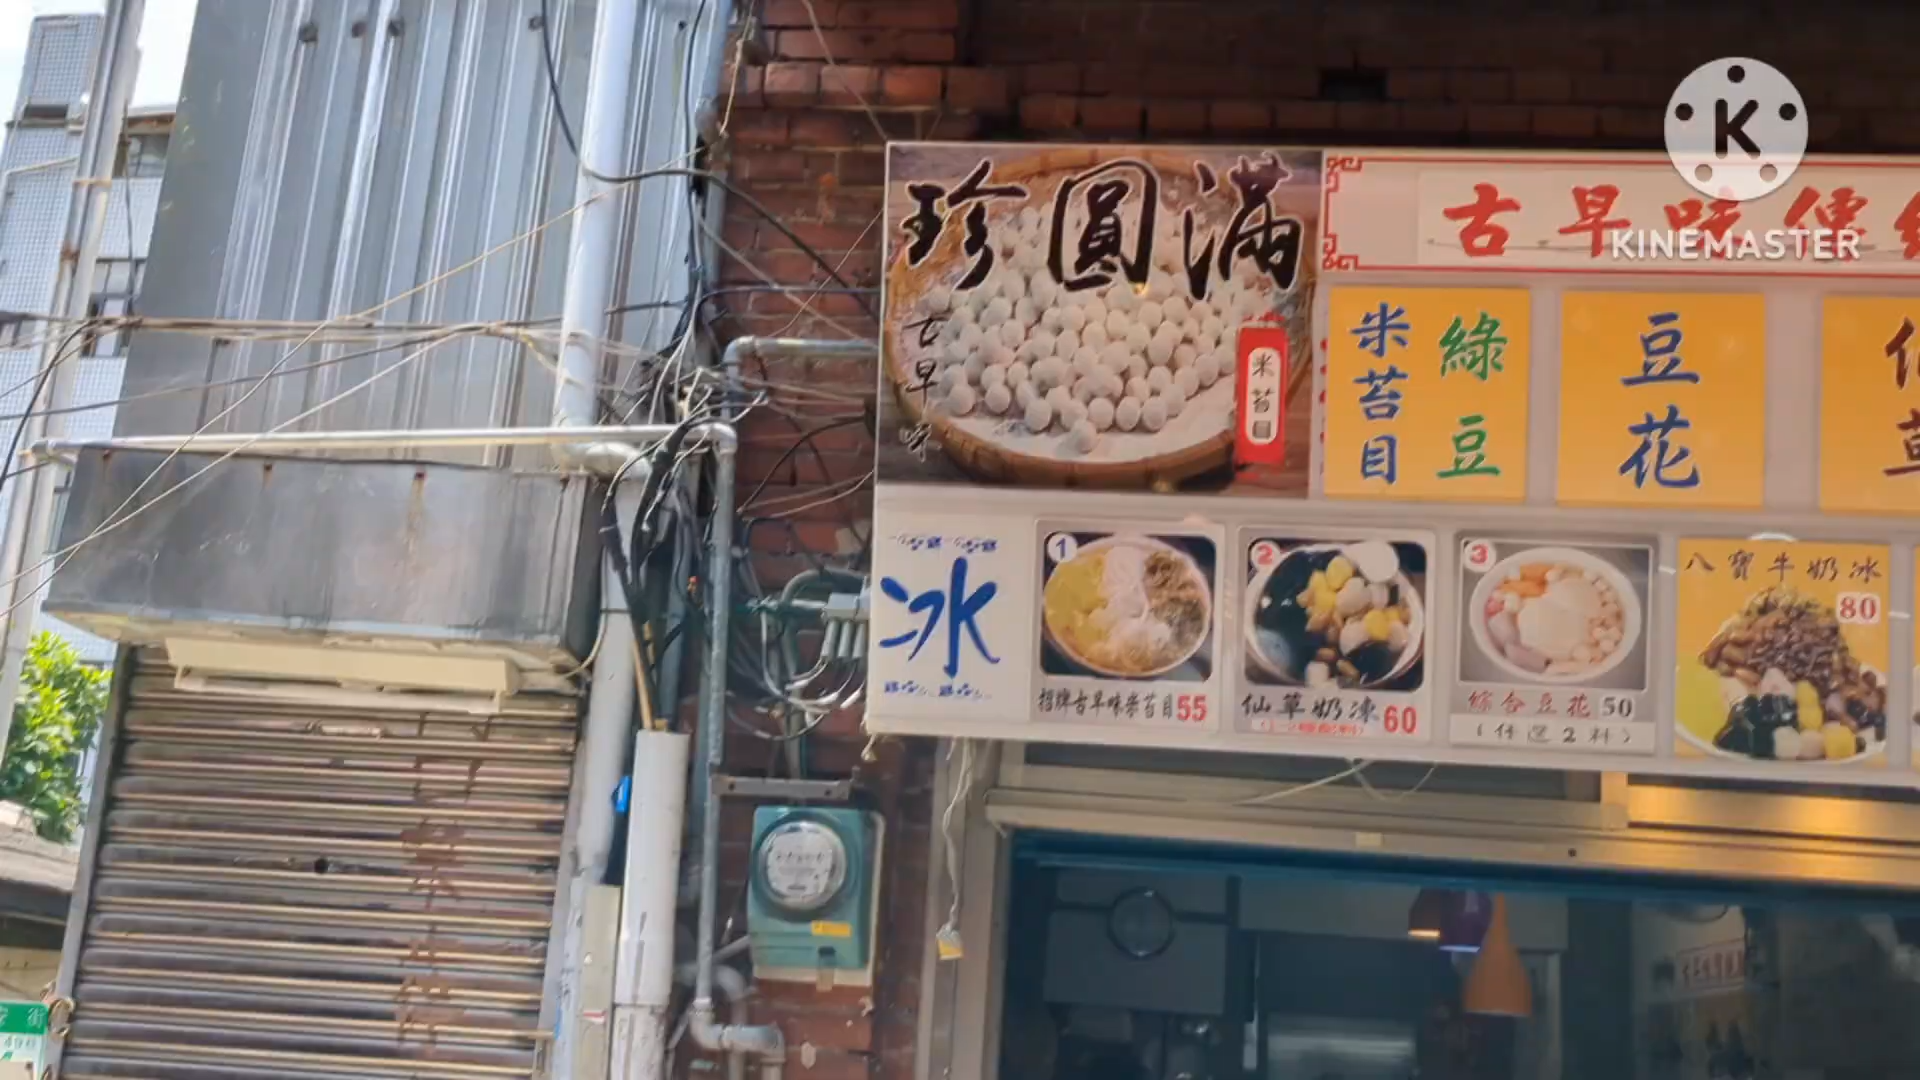 珍圓滿
古早味
米苔目
古早味傳統
米苔目
綠豆
豆花
冰
1
招牌古早味米苔目55
2
仙草奶凍60
3
綜合豆花50
(任選2料)
八寶牛奶冰
80
K
KINEMASTER
街